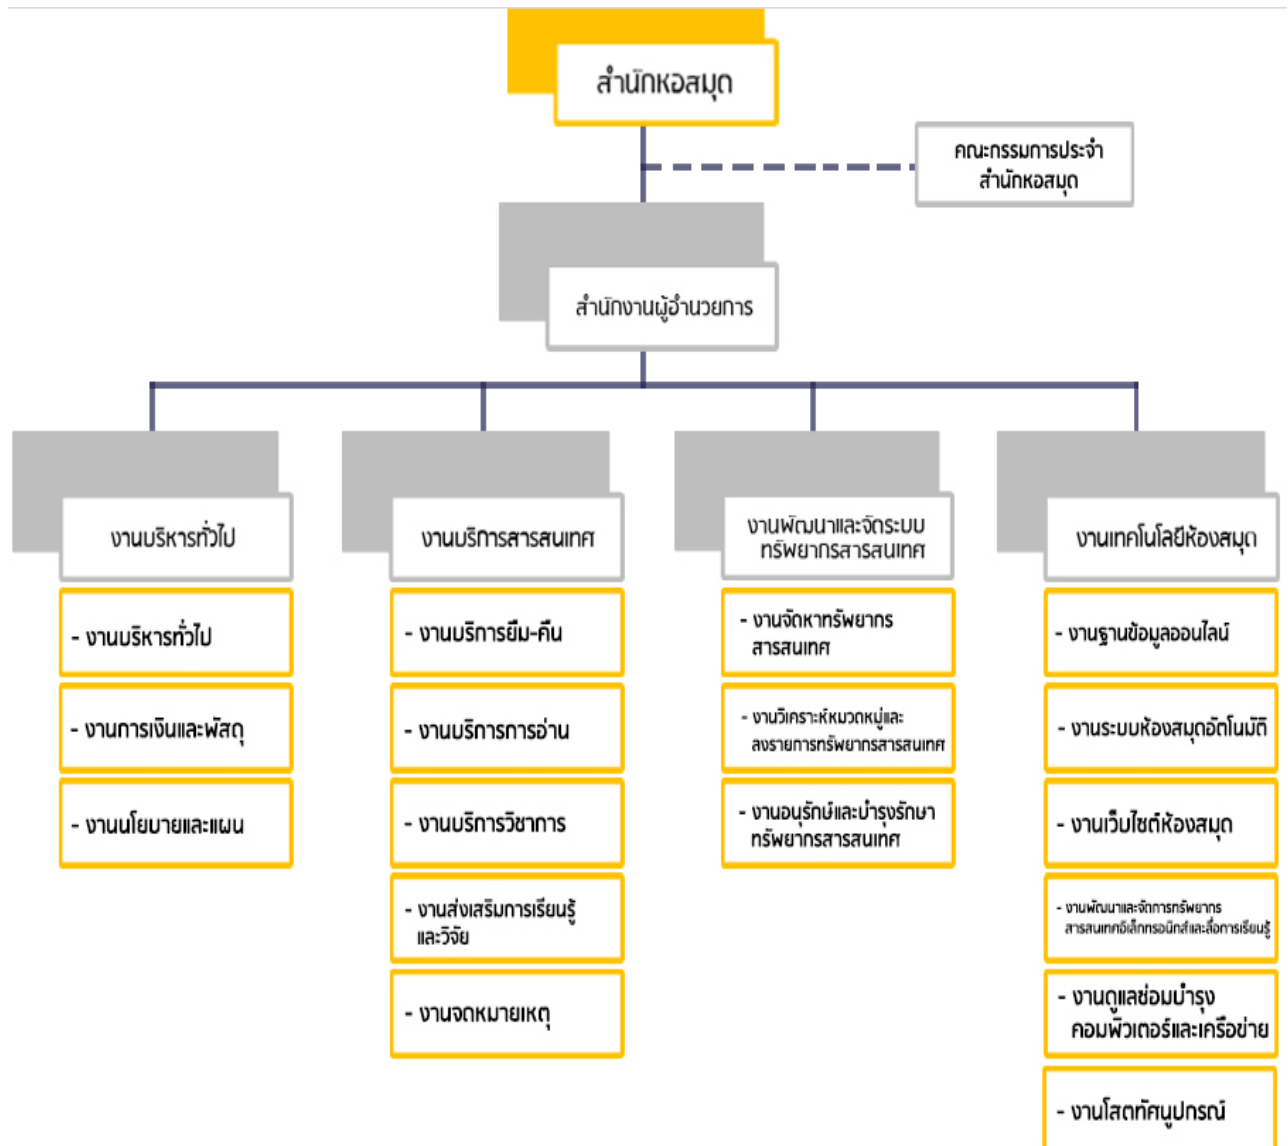 สำนักหอสมุด
คณะกรรมการประจำ
สำนักหอสมุด
สำนักงานผู้อำนวยการ
งานบริหารทั่วไป
- งานบริหารทั่วไป
- งานการเงินและพัสดุ
- งานนโยบายและแผน
งานบริการสารสนเทศ
- งานบริการยืม-คืน
- งานบริการการอ่าน
- งานบริการวิชาการ
- งานส่งเสริมการเรียนรู้
และวิจัย
- งานจดหมายเหตุ
งานพัฒนาและจัดระบบ
ทรัพยากรสารสนเทศ
- งานจัดหาทรัพยากร
สารสนเทศ
- งานวิเคราะห์หมวดหมู่และ
ลงรายการทรัพยากรสารสนเทศ
- งานอนุรักษ์และบำรุงรักษา
ทรัพยากรสารสนเทศ
งานเทคโนโลยีห้องสมุด
- งานฐานข้อมูลออนไลน์
- งานระบบห้องสมุดอัตโนมัติ
- งานเว็บไซต์ห้องสมุด
- งานพัฒนาและจัดการทรัพยากร
สารสนเทคอิเล็กทรอนิกส์และสื่อการเรียนรู้
- งานดูแลซ่อมบำรุง
คอมพิวเตอร์และเครือข่าย
- งานโสตทัศนูปกรณ์